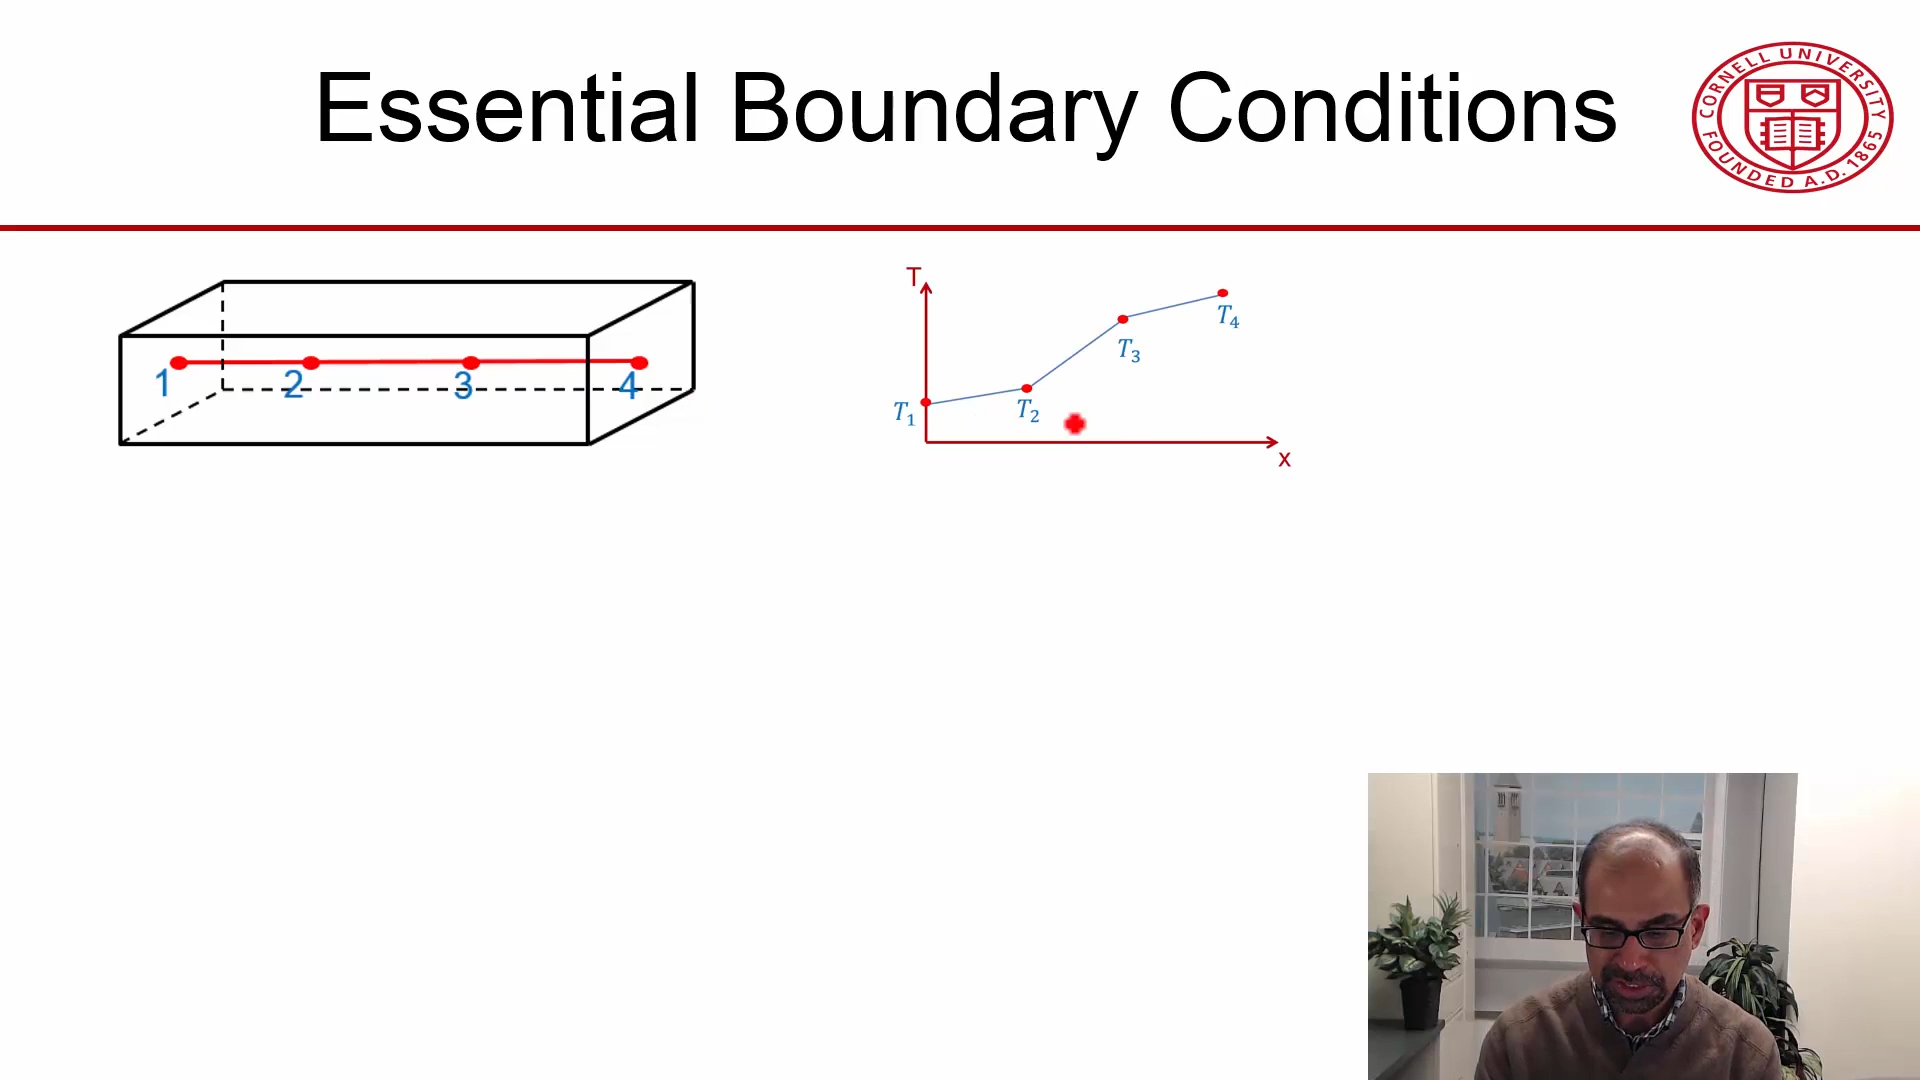 Essential Boundary Conditions
CORNELL UNIVERSITY
FOUNDED A.D. 1865
1 2 3 4
T
T₁
T₂
T₃
T₄
x